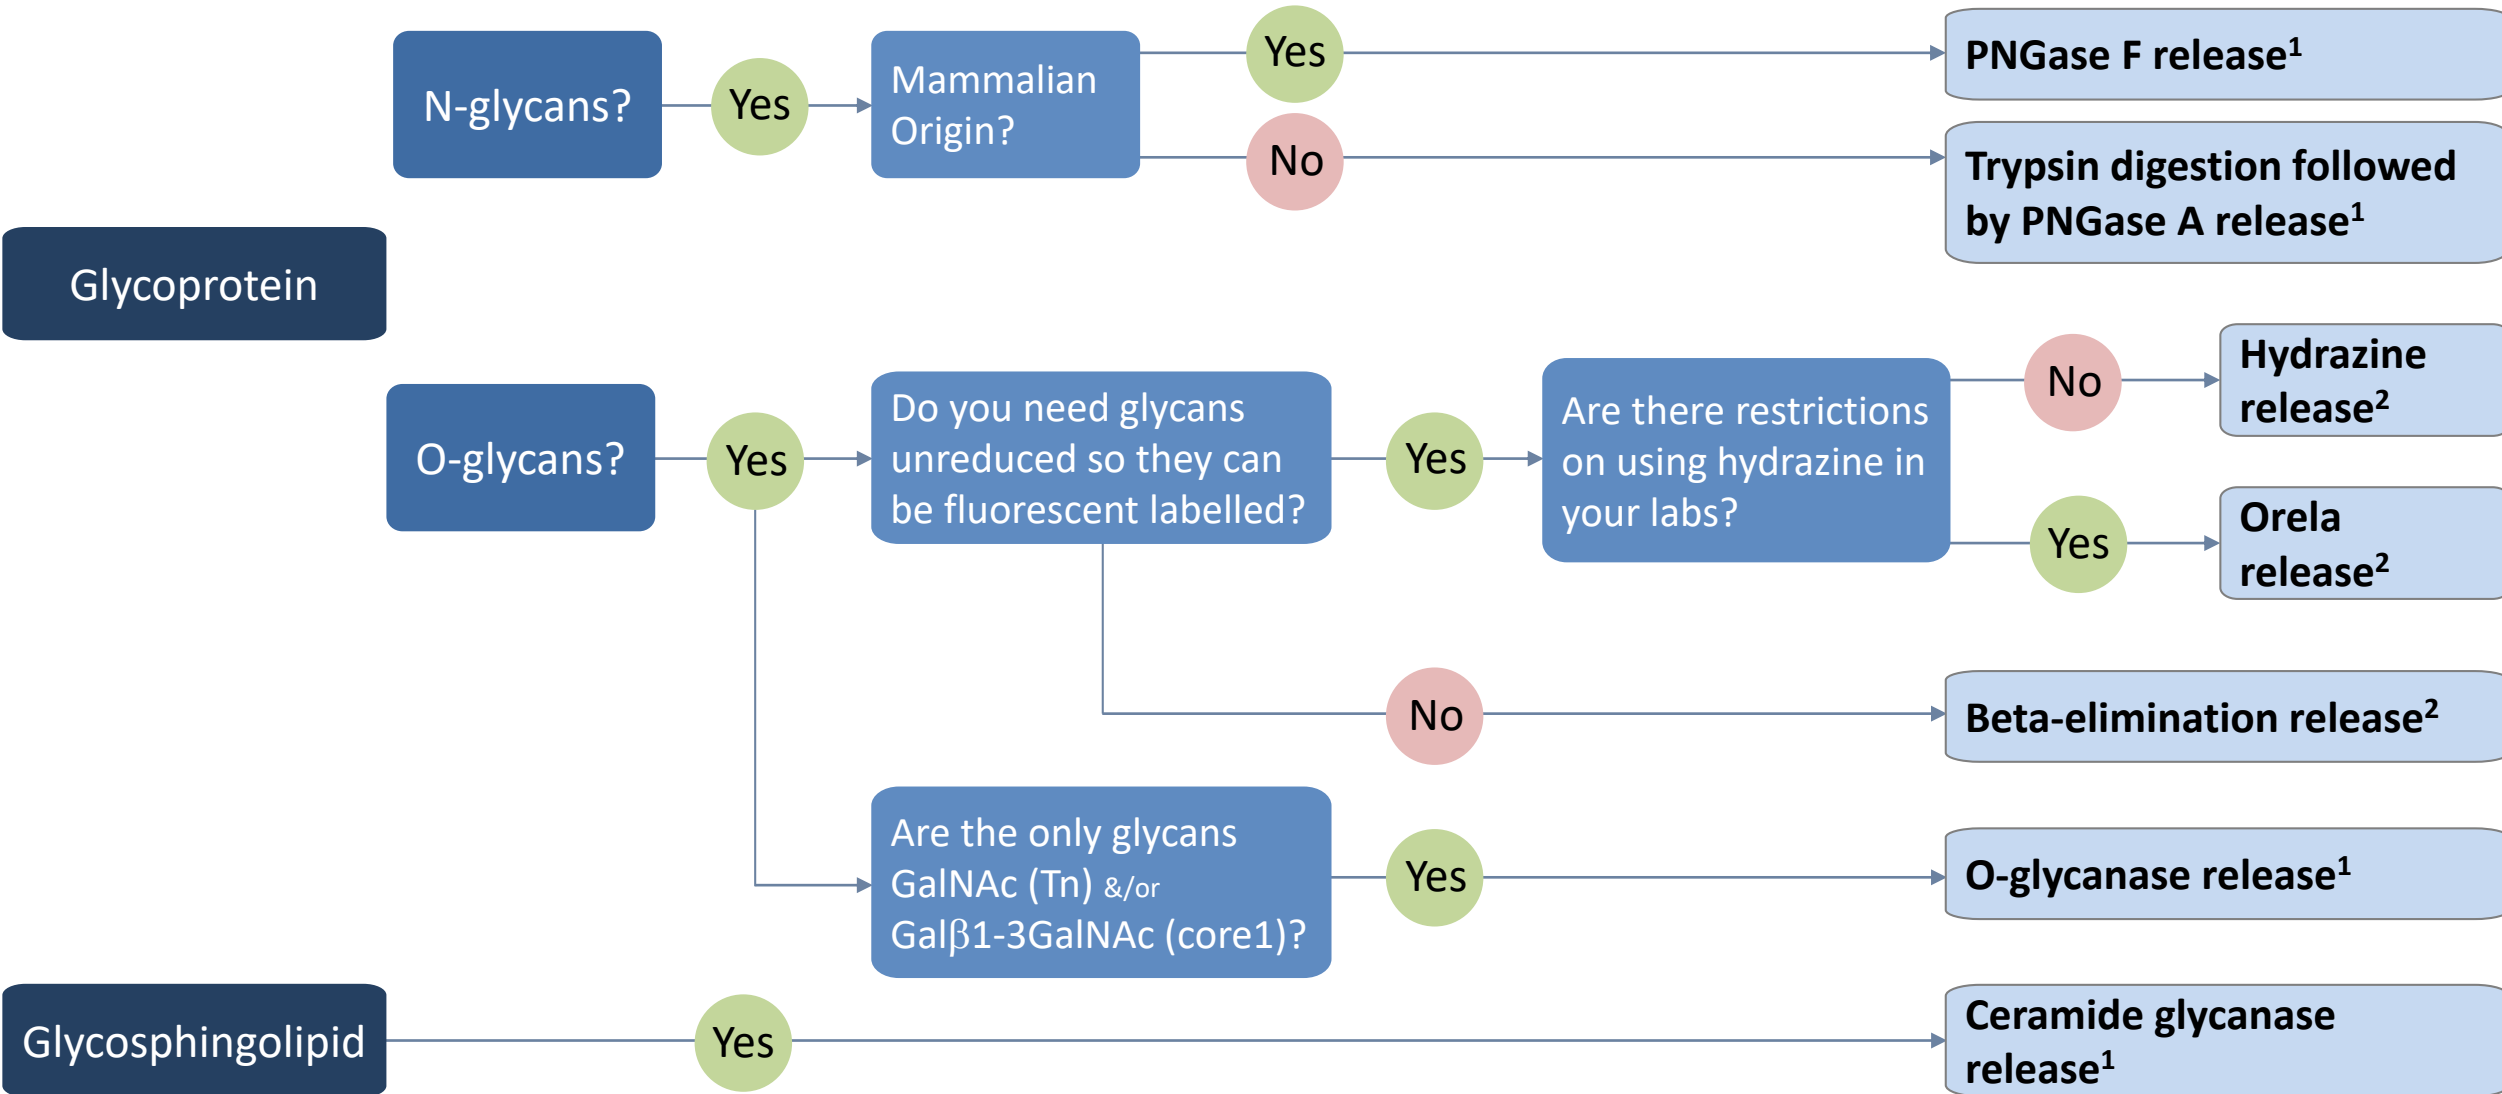 N-glycans?
Yes
Mammalian
Origin?
Yes
PNGase F release¹
No
Trypsin digestion followed
by PNGase A release¹
Glycoprotein
O-glycans?
Yes
Do you need glycans
unreduced so they can
be fluorescent labelled?
Yes
Are there restrictions
on using hydrazine in
your labs?
No
Hydrazine
release²
Yes
Orela
release²
No
Beta-elimination release²
Are the only glycans
GalNAc (Tn) &/or
Galβ1-3GalNAc (core1)?
Yes
O-glycanase release¹
Glycosphingolipid
Yes
Ceramide glycanase
release¹